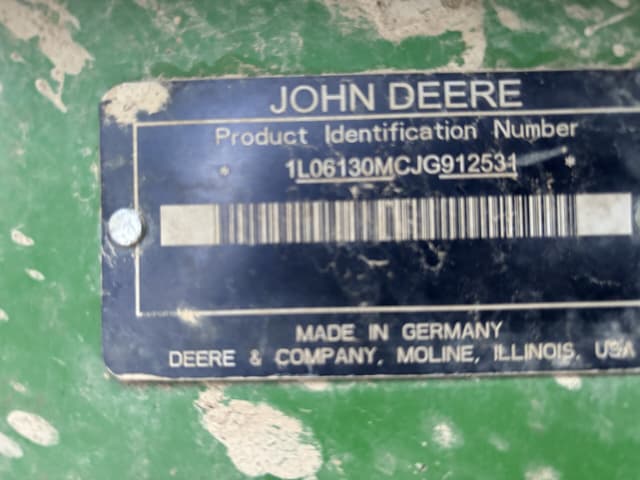 JOHN DEERE
Product Identification Number
* 1L06130MCJG912531 *
MADE IN GERMANY
DEERE & COMPANY, MOLINE, ILLINOIS, USA